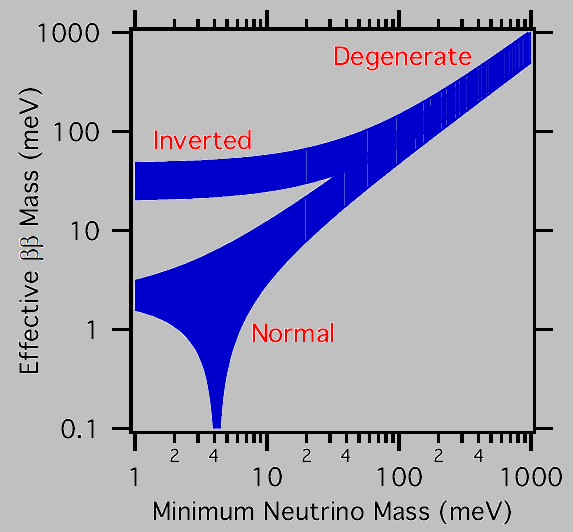 1000
Degenerate
Inverted
100
10
Normal
1
0.1
Effective ββ Mass (meV)
2 4 2 4 2 4
1 10 100 1000
Minimum Neutrino Mass (meV)